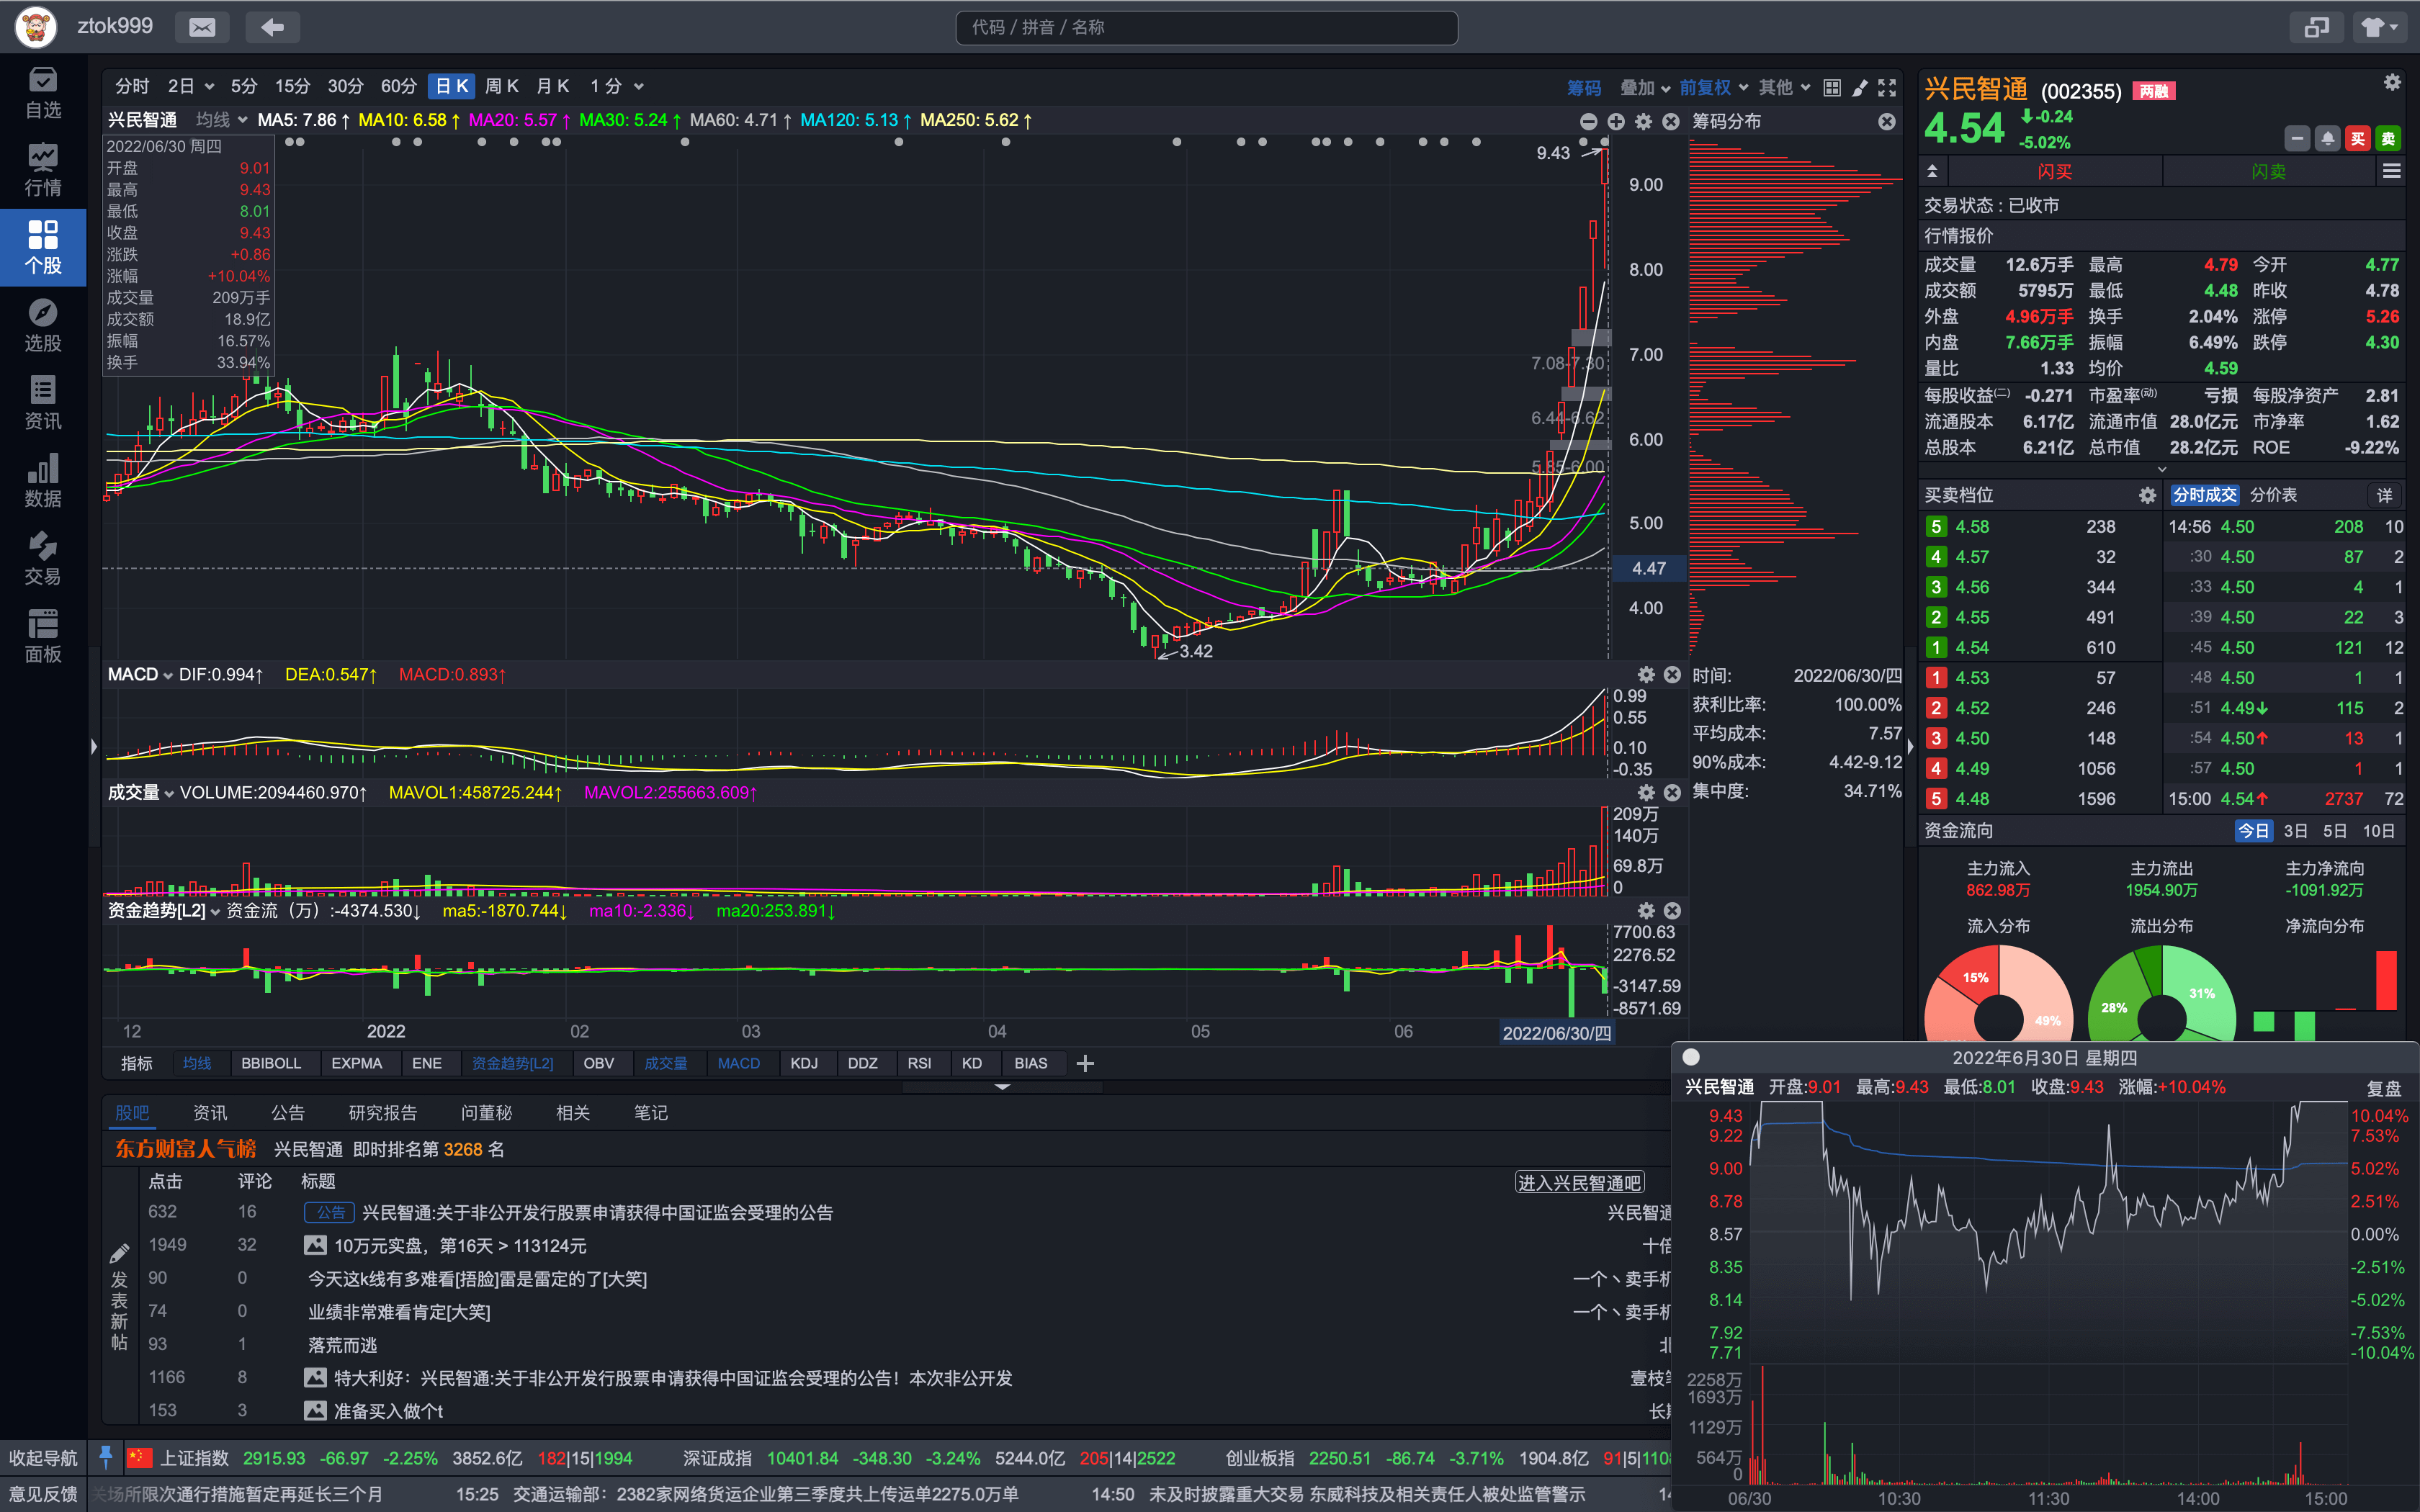 ztok999
代码 / 拼音 / 名称
自选
行情
个股
选股
资讯
数据
交易
面板
分时 2日 5分 15分 30分 60分 日K 周K 月K 1分
筹码 叠加 前复权 其他
兴民智通 均线 MA5: 7.86↑ MA10: 6.58↑ MA20: 5.57↑ MA30: 5.24↑ MA60: 4.71↑ MA120: 5.13↑ MA250: 5.62↑
筹码分布
2022/06/30 周四
开盘 9.01
最高 9.43
最低 8.01
收盘 9.43
涨跌 +0.86
涨幅 +10.04%
成交量 209万手
成交额 18.9亿
振幅 16.57%
换手 33.94%
9.43
9.00
8.00
7.00
5.00
4.47
4.00
6.00
7.08-7.30
6.44-6.62
5.85-6.00
3.42
MACD DIF:0.994↑ DEA:0.547↑ MACD:0.893↑
0.99
0.55
0.10
-0.35
成交量 VOLUME:2094460.970↑ MAVOL1:458725.244↑ MAVOL2:255663.609↑
209万
140万
69.8万
0
资金趋势[L2] 资金流（万）:-4374.530↓ ma5:-1870.744↓ ma10:-2.336↓ ma20:253.891↓
7700.63
2276.52
-3147.59
-8571.69
12 2022 02 03 04 05 06 2022/06/30/四
时间: 2022/06/30/四
获利比率: 100.00%
平均成本: 7.57
90%成本: 4.42-9.12
集中度: 34.71%
指标 均线 BBIBOLL EXPMA ENE 资金趋势[L2] OBV 成交量 MACD KDJ DDZ RSI KD BIAS
兴民智通 (002355) 两融
4.54 -0.24
-5.02%
买 卖
闪买 闪卖
交易状态：已收市
行情报价
成交量 12.6万手 最高 4.79 今开 4.77
成交额 5795万 最低 4.48 昨收 4.78
外盘 4.96万手 换手 2.04% 涨停 5.26
内盘 7.66万手 振幅 6.49% 跌停 4.30
量比 1.33 均价 4.59
每股收益(二) -0.271 市盈率(动) 亏损 每股净资产 2.81
流通股本 6.17亿 流通市值 28.0亿元 市净率 1.62
总股本 6.21亿 总市值 28.2亿元 ROE -9.22%
买卖档位 分时成交 分价表 详
5 4.58 238 14:56 4.50 208 10
4 4.57 32 :30 4.50 87 2
3 4.56 344 :33 4.50 4 1
2 4.55 491 :39 4.50 22 3
1 4.54 610 :45 4.50 121 12
1 4.53 57 :48 4.50 1 1
2 4.52 246 :51 4.49↓ 115 2
3 4.50 148 :54 4.50↑ 13 1
4 4.49 1056 :57 4.50 1 1
5 4.48 1596 15:00 4.54↑ 2737 72
资金流向 今日 3日 5日 10日
主力流入 主力流出 主力净流向
862.98万 1954.90万 -1091.92万
流入分布 流出分布 净流向分布
15% 49% 28% 31%
股吧 资讯 公告 研究报告 问董秘 相关 笔记
东方财富人气榜 兴民智通 即时排名第 3268 名
点击 评论 标题 进入兴民智通吧
632 16 公告 兴民智通:关于非公开发行股票申请获得中国证监会受理的公告 兴民智通
1949 32 10万元实盘，第16天 > 113124元 十倍
90 0 今天这k线有多难看[捂脸]雷是雷定的了[大笑] 一个丶卖手机
74 0 业绩非常难看肯定[大笑] 一个丶卖手机
93 1 落荒而逃
1166 8 特大利好：兴民智通:关于非公开发行股票申请获得中国证监会受理的公告！本次非公开发 壹枝
153 3 准备买入做个t
发表新帖
2022年6月30日 星期四
兴民智通 开盘:9.01 最高:9.43 最低:8.01 收盘:9.43 涨幅:+10.04% 复盘
9.43 10.04%
9.22 7.53%
9.00 5.02%
8.78 2.51%
8.57 0.00%
8.35 -2.51%
8.14 -5.02%
7.92 -7.53%
7.71 -10.04%
2258万
1693万
1129万
564万
0
06/30 10:30 11:30 14:00 15:00
收起导航 上证指数 2915.93 -66.97 -2.25% 3852.6亿 182|15|1994 深证成指 10401.84 -348.30 -3.24% 5244.0亿 205|14|2522 创业板指 2250.51 -86.74 -3.71% 1904.8亿 91|5|1108
意见反馈 关场所限次通行措施暂定再延长三个月 15:25 交通运输部：2382家网络货运企业第三季度共上传运单2275.0万单 14:50 未及时披露重大交易 东威科技及相关责任人被处监管警示